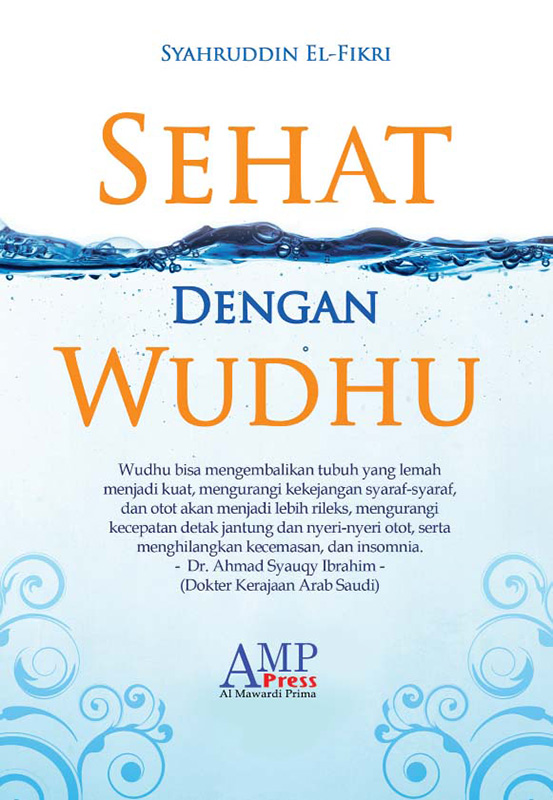 SYAHRUDDIN EL-FIKRI
SEHAT
DENGAN
WUDHU
Wudhu bisa mengembalikan tubuh yang lemah
menjadi kuat, mengurangi kekejangan syaraf-syaraf,
dan otot akan menjadi lebih rileks, mengurangi
kecepatan detak jantung dan nyeri-nyeri otot, serta
menghilangkan kecemasan, dan insomnia.
- Dr. Ahmad Syauqy Ibrahim -
(Dokter Kerajaan Arab Saudi)
AMP
Press
Al Mawardi Prima